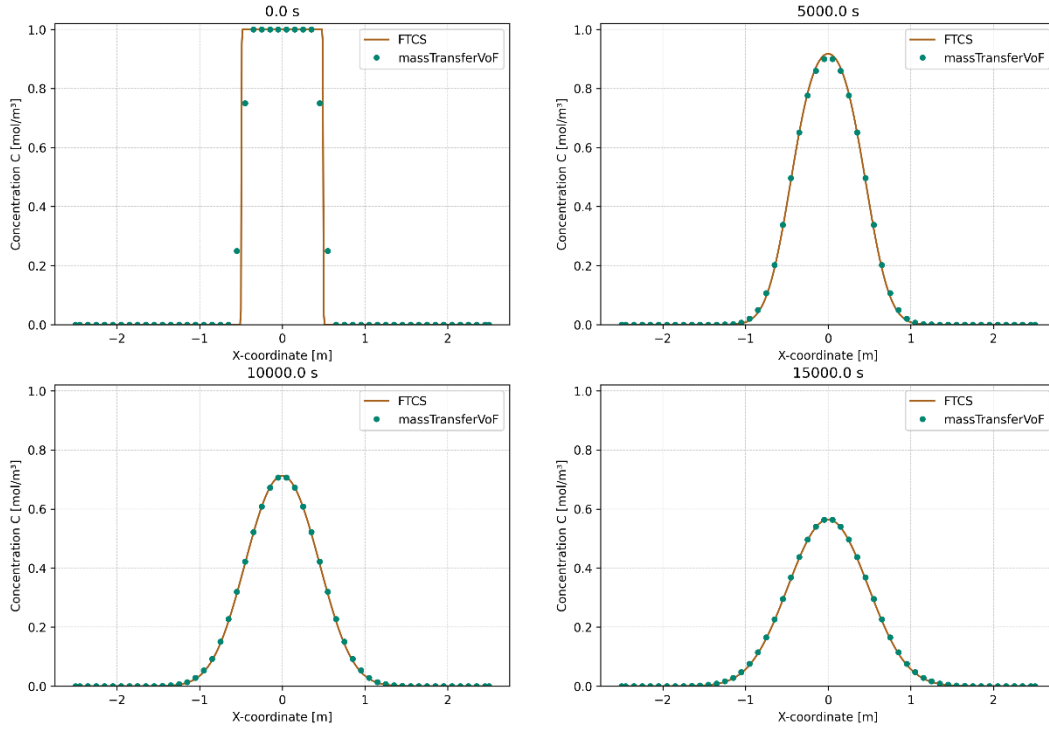 0.0 s
1.0
0.8
0.6
0.4
0.2
0.0
Concentration C [mol/m³]
FTCS
massTransferVoF
−2
−1
0
1
2
X-coordinate [m]
5000.0 s
1.0
0.8
0.6
0.4
0.2
0.0
Concentration C [mol/m³]
FTCS
massTransferVoF
−2
−1
0
1
2
X-coordinate [m]
10000.0 s
1.0
0.8
0.6
0.4
0.2
0.0
Concentration C [mol/m³]
FTCS
massTransferVoF
−2
−1
0
1
2
X-coordinate [m]
15000.0 s
1.0
0.8
0.6
0.4
0.2
0.0
Concentration C [mol/m³]
FTCS
massTransferVoF
−2
−1
0
1
2
X-coordinate [m]